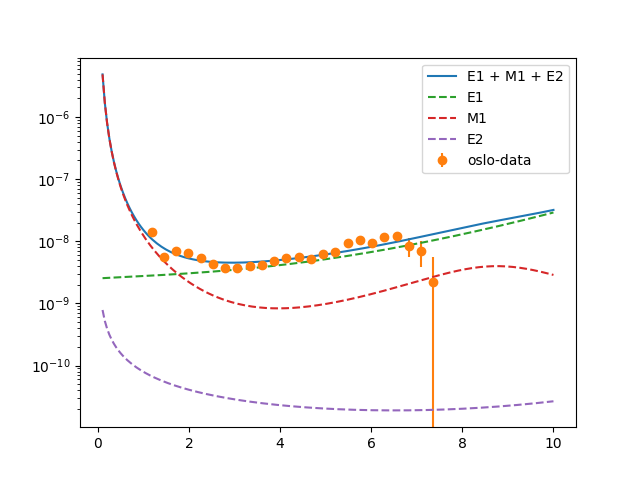 E1 + M1 + E2
E1
M1
E2
oslo-data
10⁻⁶
10⁻⁷
10⁻⁸
10⁻⁹
10⁻¹⁰
0 2 4 6 8 10